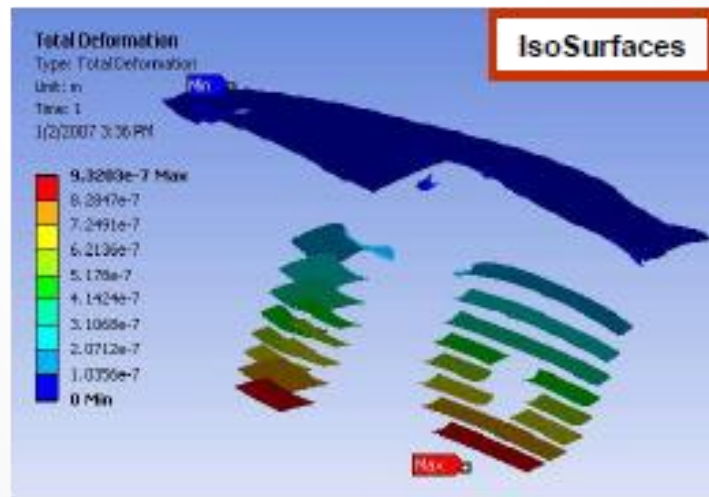 IsoSurfaces
Total Deformation
Type: Total Deformation
Unit: m
Time: 1
1/2/2007 3:36 PM
Min
9.3203e-7 Max
8.2847e-7
7.2491e-7
6.2136e-7
5.178e-7
4.1424e-7
3.1068e-7
2.0712e-7
1.0356e-7
0 Min
Max